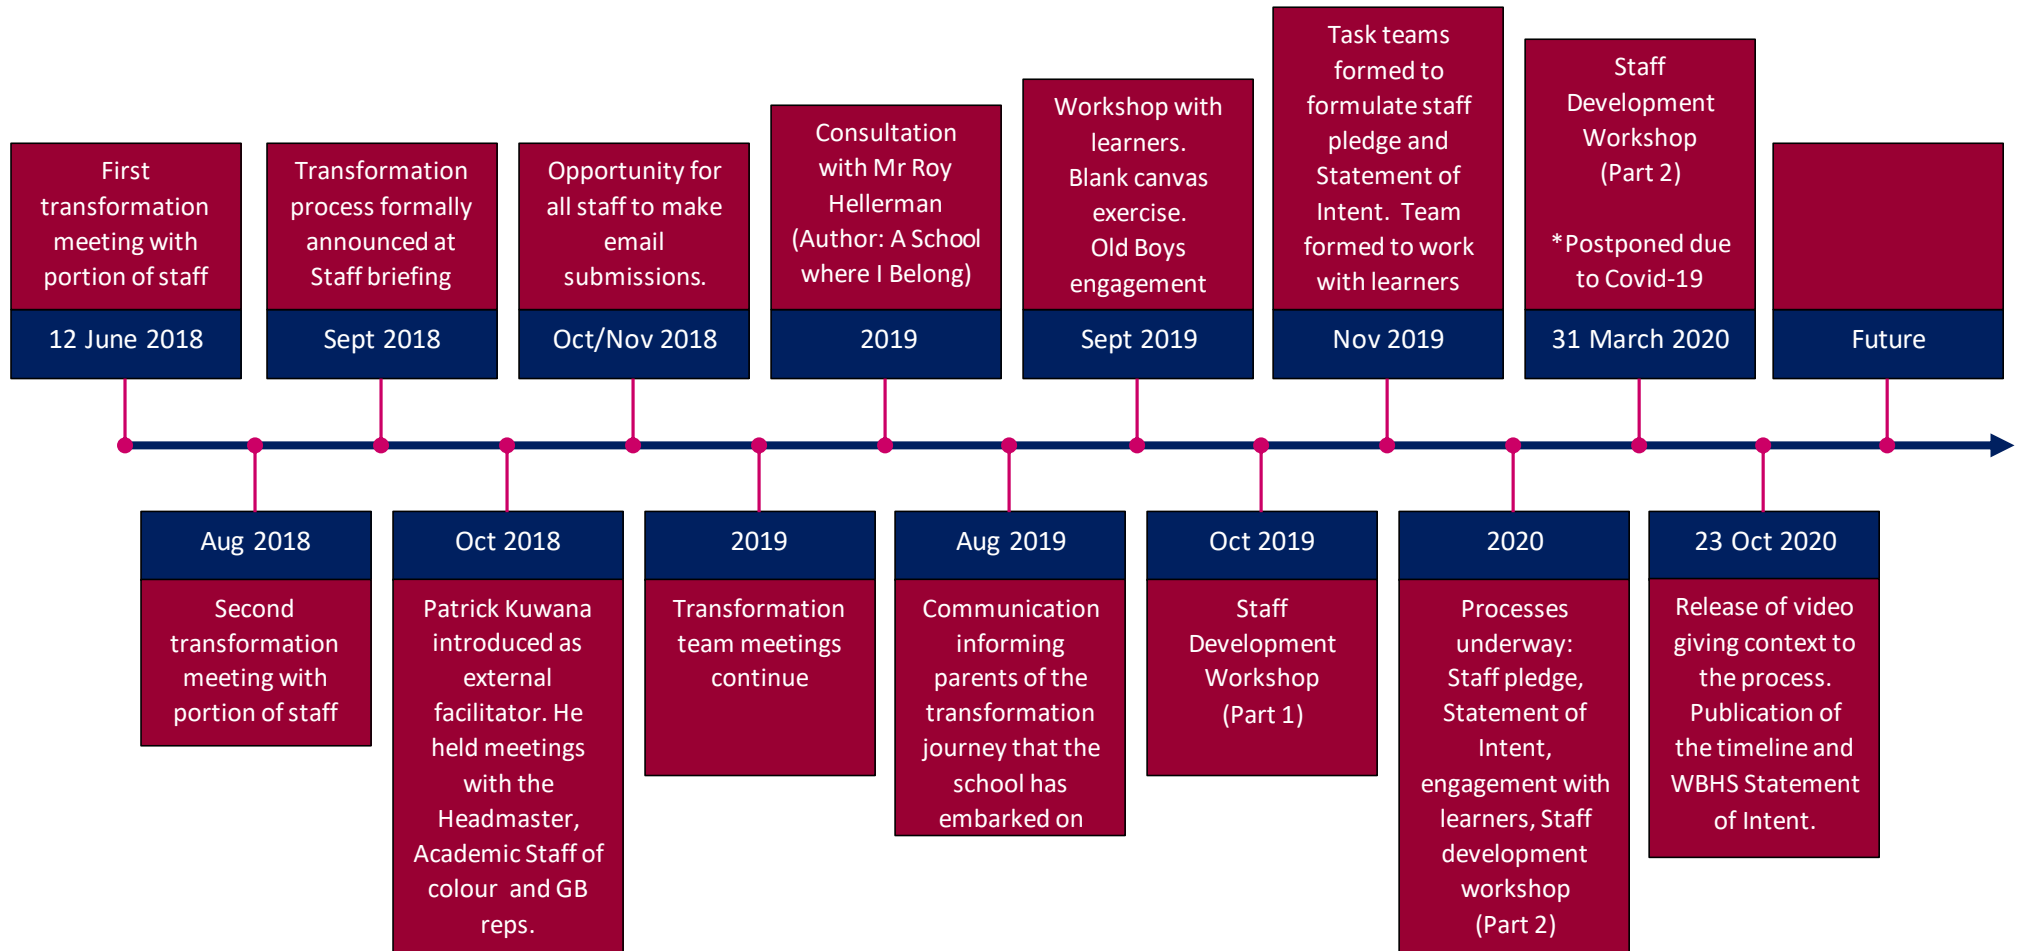 First
transformation
meeting with
portion of staff
12 June 2018
Transformation
process formally
announced at
Staff briefing
Sept 2018
Opportunity for
all staff to make
email
submissions.
Oct/Nov 2018
Consultation
with Mr Roy
Hellerman
(Author: A School
where I Belong)
2019
Workshop with
learners.
Blank canvas
exercise.
Old Boys
engagement
Sept 2019
Task teams
formed to
formulate staff
pledge and
Statement of
Intent. Team
formed to work
with learners
Nov 2019
Staff
Development
Workshop
(Part 2)
*Postponed due
to Covid-19
31 March 2020
Future
Aug 2018
Second
transformation
meeting with
portion of staff
Oct 2018
Patrick Kuwana
introduced as
external
facilitator. He
held meetings
with the
Headmaster,
Academic Staff of
colour and GB
reps.
2019
Transformation
team meetings
continue
Aug 2019
Communication
informing
parents of the
transformation
journey that the
school has
embarked on
Oct 2019
Staff
Development
Workshop
(Part 1)
2020
Processes
underway:
Staff pledge,
Statement of
Intent,
engagement with
learners, Staff
development
workshop
(Part 2)
23 Oct 2020
Release of video
giving context to
the process.
Publication of
the timeline and
WBHS Statement
of Intent.